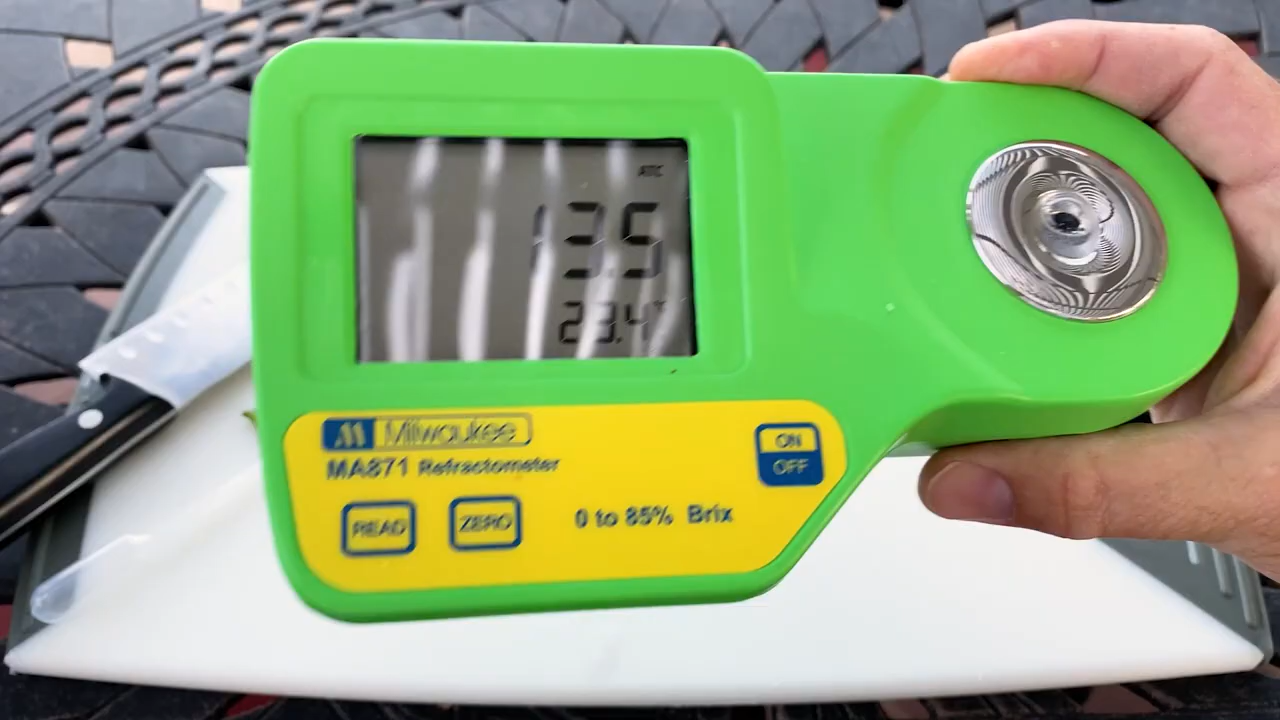 ATC
13.5
23.4°
Milwaukee
MA871 Refractometer
ON
OFF
READ
ZERO
0 to 85% Brix